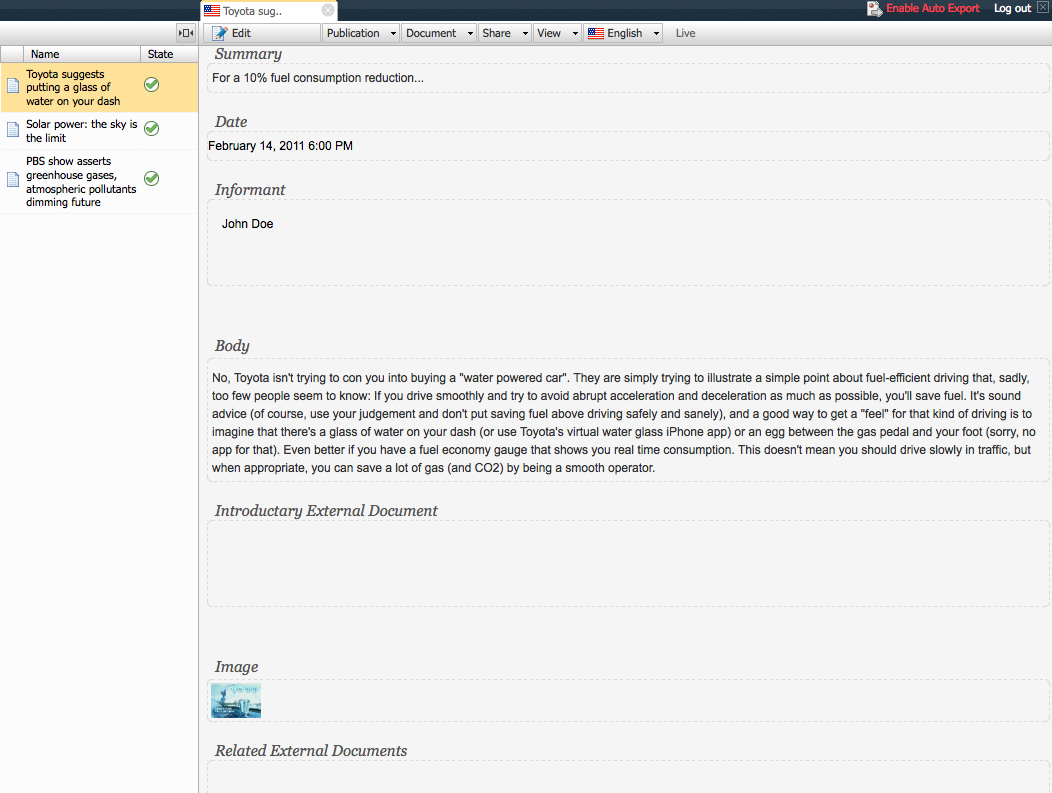 Toyota sug..
Enable Auto Export
Log out
Edit
Publication
Document
Share
View
English
Live
Name
State
Toyota suggests
putting a glass of
water on your dash
Solar power: the sky is
the limit
PBS show asserts
greenhouse gases,
atmospheric pollutants
dimming future
Summary
For a 10% fuel consumption reduction...
Date
February 14, 2011 6:00 PM
Informant
John Doe
Body
No, Toyota isn't trying to con you into buying a "water powered car". They are simply trying to illustrate a simple point about fuel-efficient driving that, sadly,
too few people seem to know: If you drive smoothly and try to avoid abrupt acceleration and deceleration as much as possible, you'll save fuel. It's sound
advice (of course, use your judgement and don't put saving fuel above driving safely and sanely), and a good way to get a "feel" for that kind of driving is to
imagine that there's a glass of water on your dash (or use Toyota's virtual water glass iPhone app) or an egg between the gas pedal and your foot (sorry, no
app for that). Even better if you have a fuel economy gauge that shows you real time consumption. This doesn't mean you should drive slowly in traffic, but
when appropriate, you can save a lot of gas (and CO2) by being a smooth operator.
Introductary External Document
Image
Related External Documents